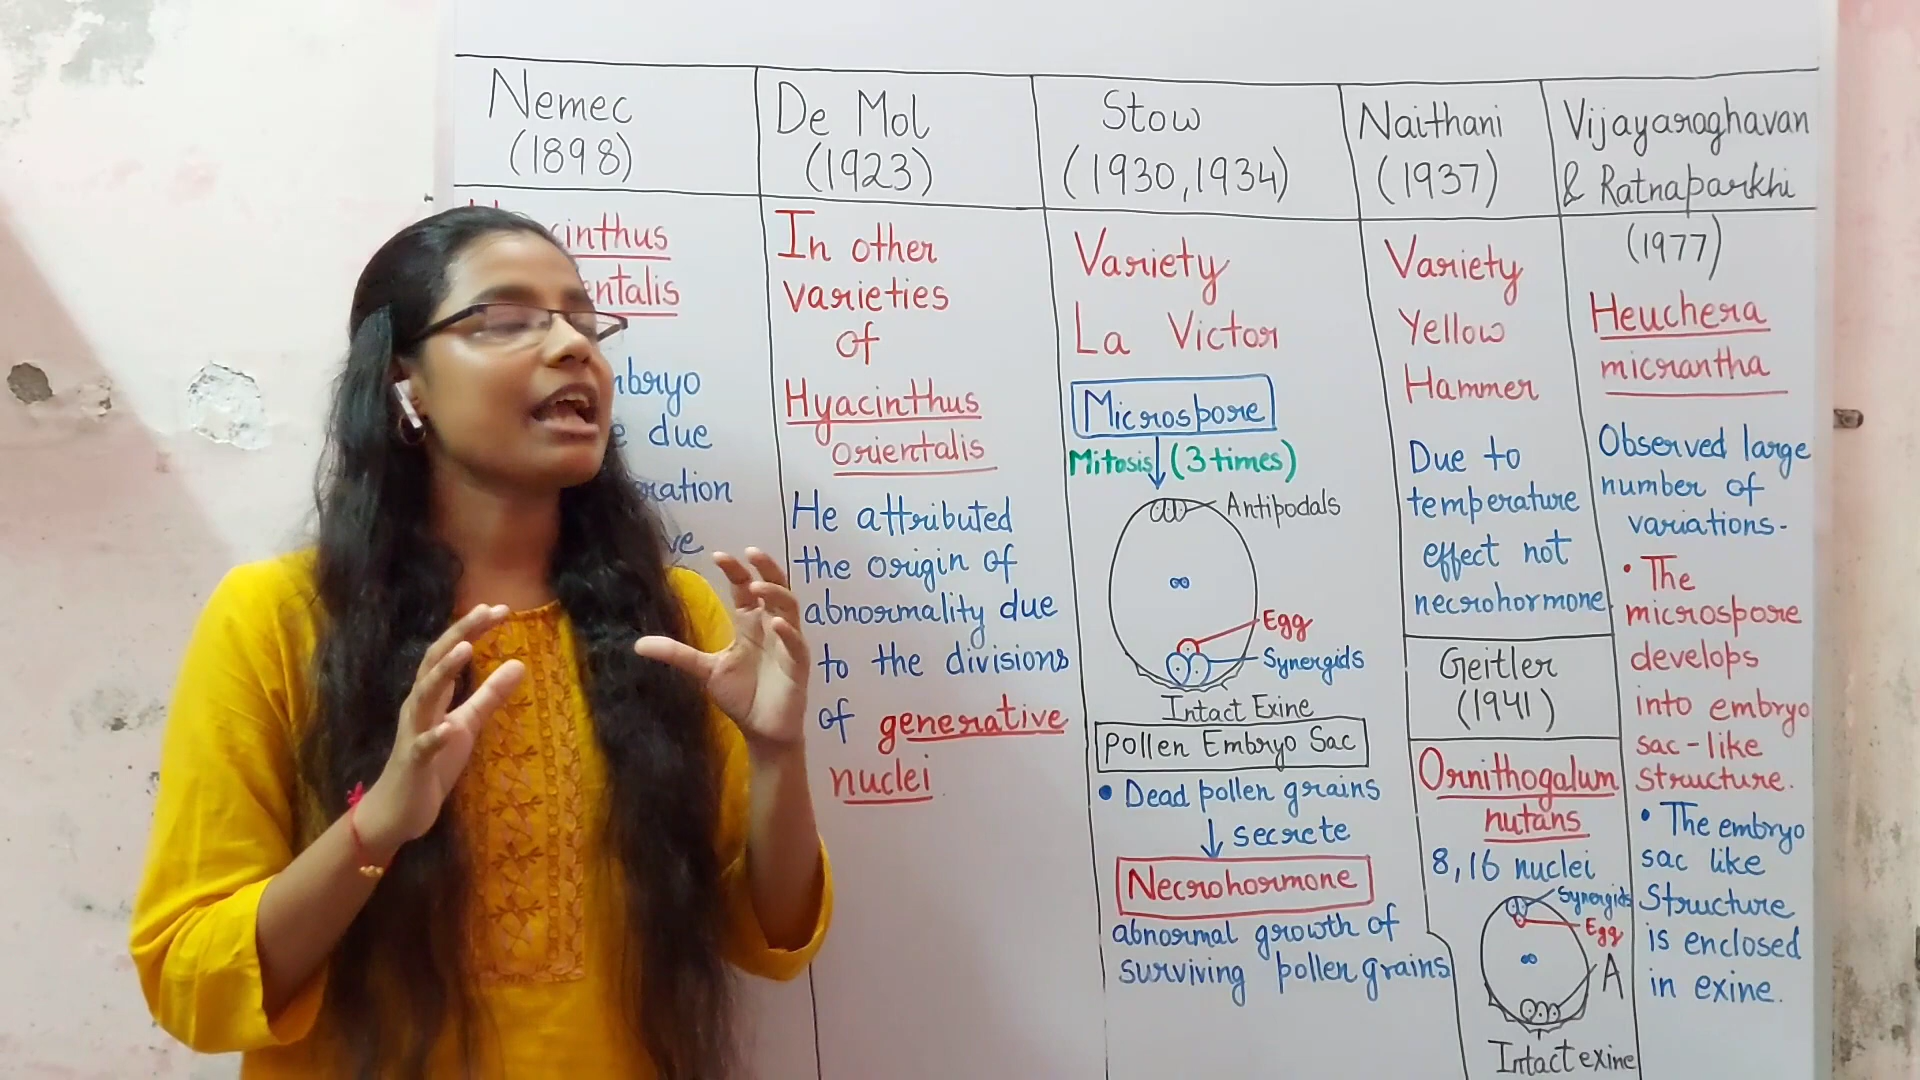 Nemec
(1898)
cinthus
entalis
bryo
e due
ration
ve
De Mol
(1923)
In other
varieties
of
Hyacinthus
orientalis
He attributed
the origin of
abnormality due
to the divisions
of generative
nuclei
Stow
(1930,1934)
Variety
La Victor
Microspore
Mitosis (3 times)
Antipodals
Egg
Synergids
Intact Exine
Pollen Embryo Sac
• Dead pollen grains
secrete
Necrohormone
abnormal growth of
surviving pollen grains
Naithani
(1937)
Variety
Yellow
Hammer
Due to
temperature
effect not
necrohormone
Geitler
(1941)
Ornithogalum
nutans
8,16 nuclei
Synergids
Egg
A
Intact exine
Vijayaraghavan
& Ratnaparkhi
(1977)
Heuchera
micrantha
Observed large
number of
variations-
• The
microspore
develops
into embryo
sac-like
structure.
• The embryo
sac like
structure
is enclosed
in exine.